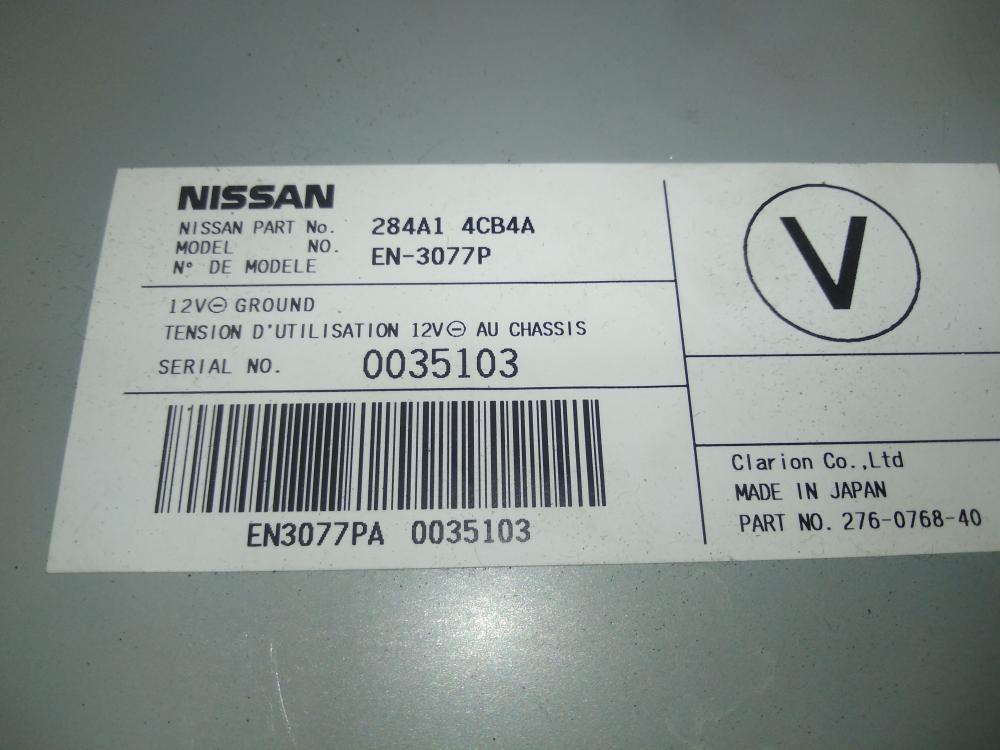 NISSAN
NISSAN PART No. 284A1 4CB4A
MODEL NO. EN-3077P
N° DE MODELE
12V⊖ GROUND
TENSION D'UTILISATION 12V⊖ AU CHASSIS
SERIAL NO. 0035103
EN3077PA 0035103
V
Clarion Co.,Ltd
MADE IN JAPAN
PART NO. 276-0768-40